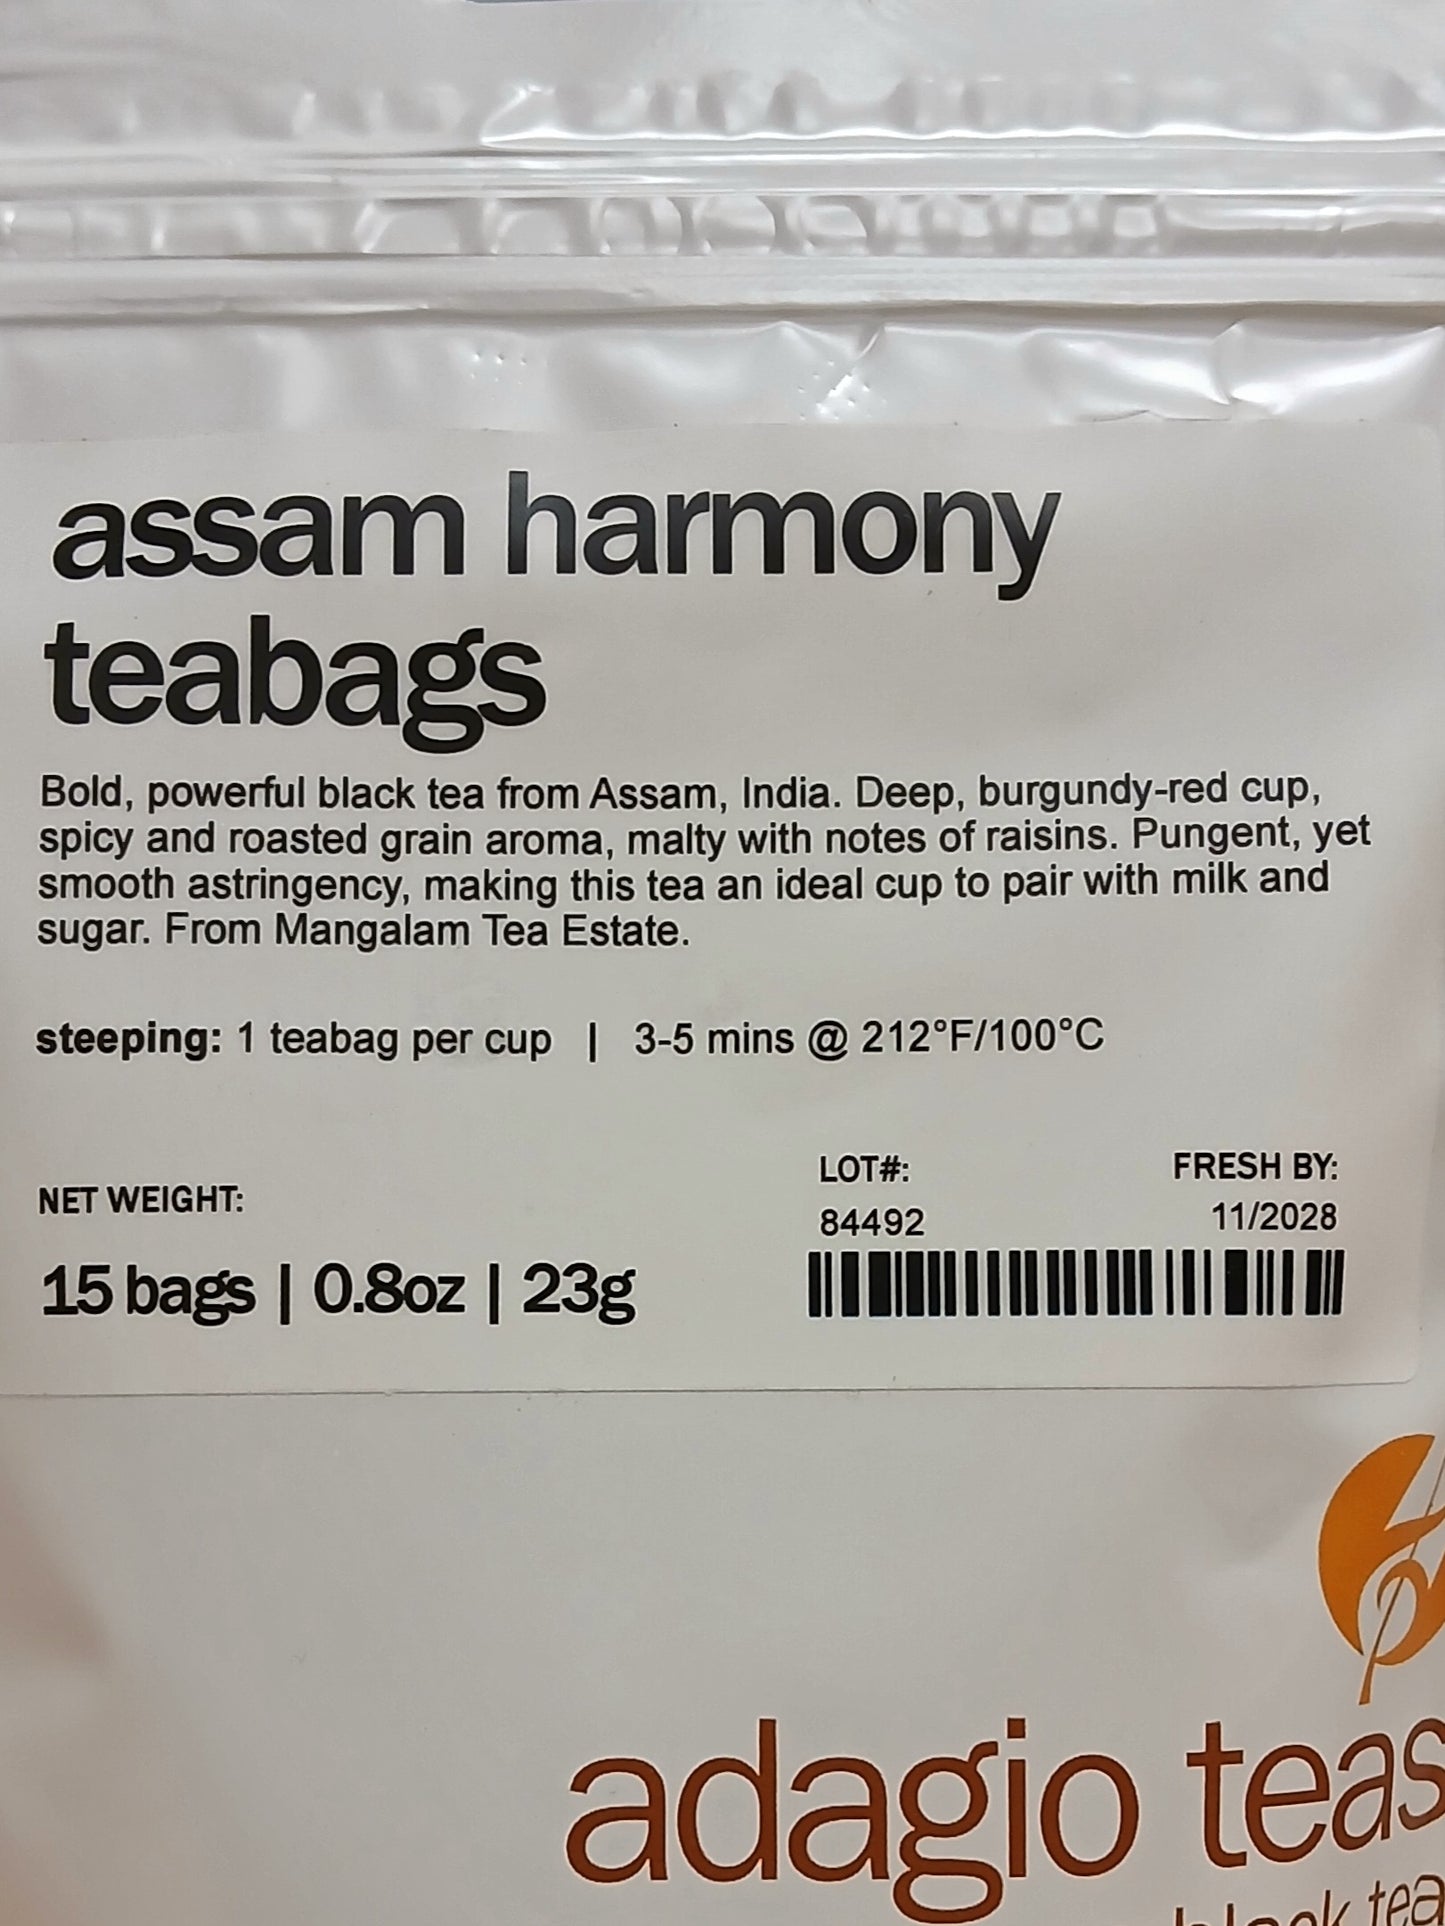 assam harmony
teabags
Bold, powerful black tea from Assam, India. Deep, burgundy-red cup,
spicy and roasted grain aroma, malty with notes of raisins. Pungent, yet
smooth astringency, making this tea an ideal cup to pair with milk and
sugar. From Mangalam Tea Estate.
steeping: 1 teabag per cup | 3-5 mins @ 212°F/100°C
NET WEIGHT:
15 bags | 0.8oz | 23g
LOT#:
84492
FRESH BY:
11/2028
adagio teas
black tea